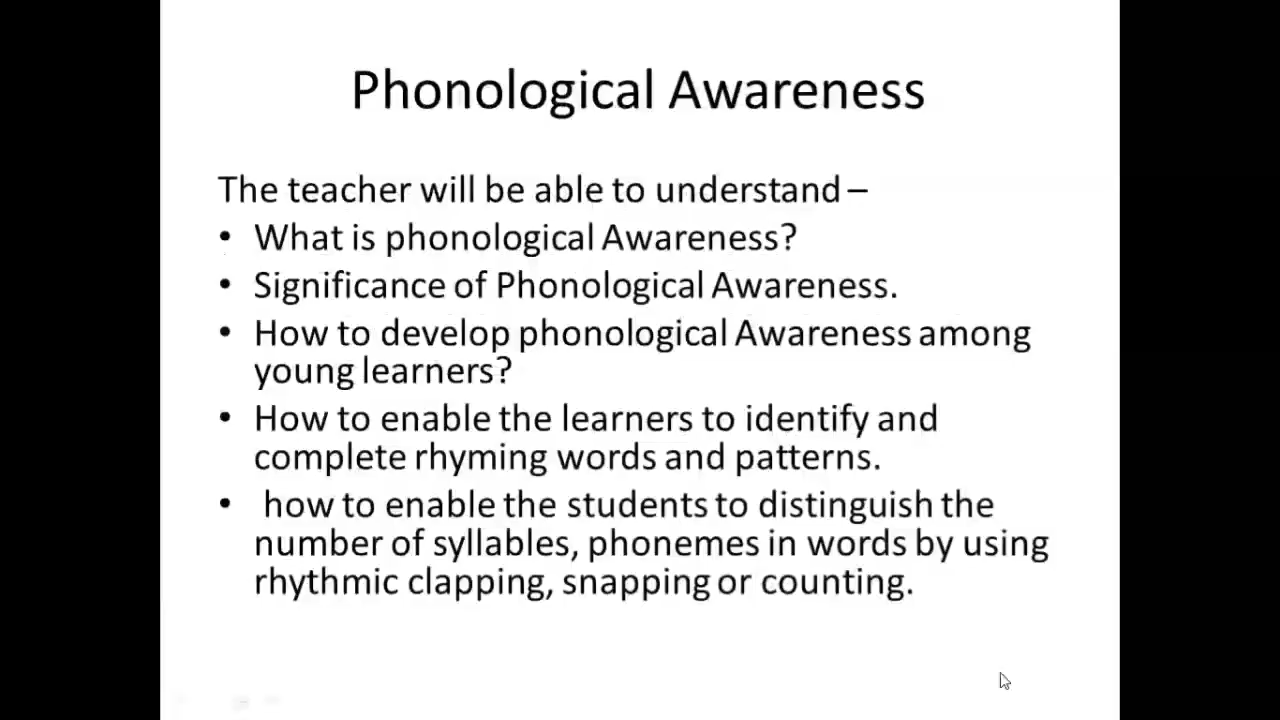 Phonological Awareness
The teacher will be able to understand –
• What is phonological Awareness?
• Significance of Phonological Awareness.
• How to develop phonological Awareness among
young learners?
• How to enable the learners to identify and
complete rhyming words and patterns.
• how to enable the students to distinguish the
number of syllables, phonemes in words by using
rhythmic clapping, snapping or counting.